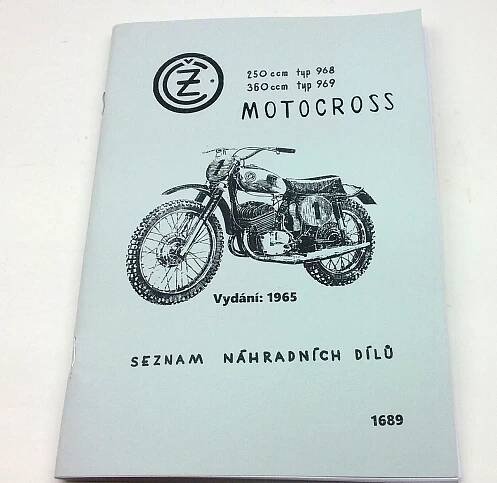 ČZ
250 ccm typ 968
360 ccm typ 969
MOTOCROSS
Vydání: 1965
SEZNAM NÁHRADNÍCH DÍLŮ
1689